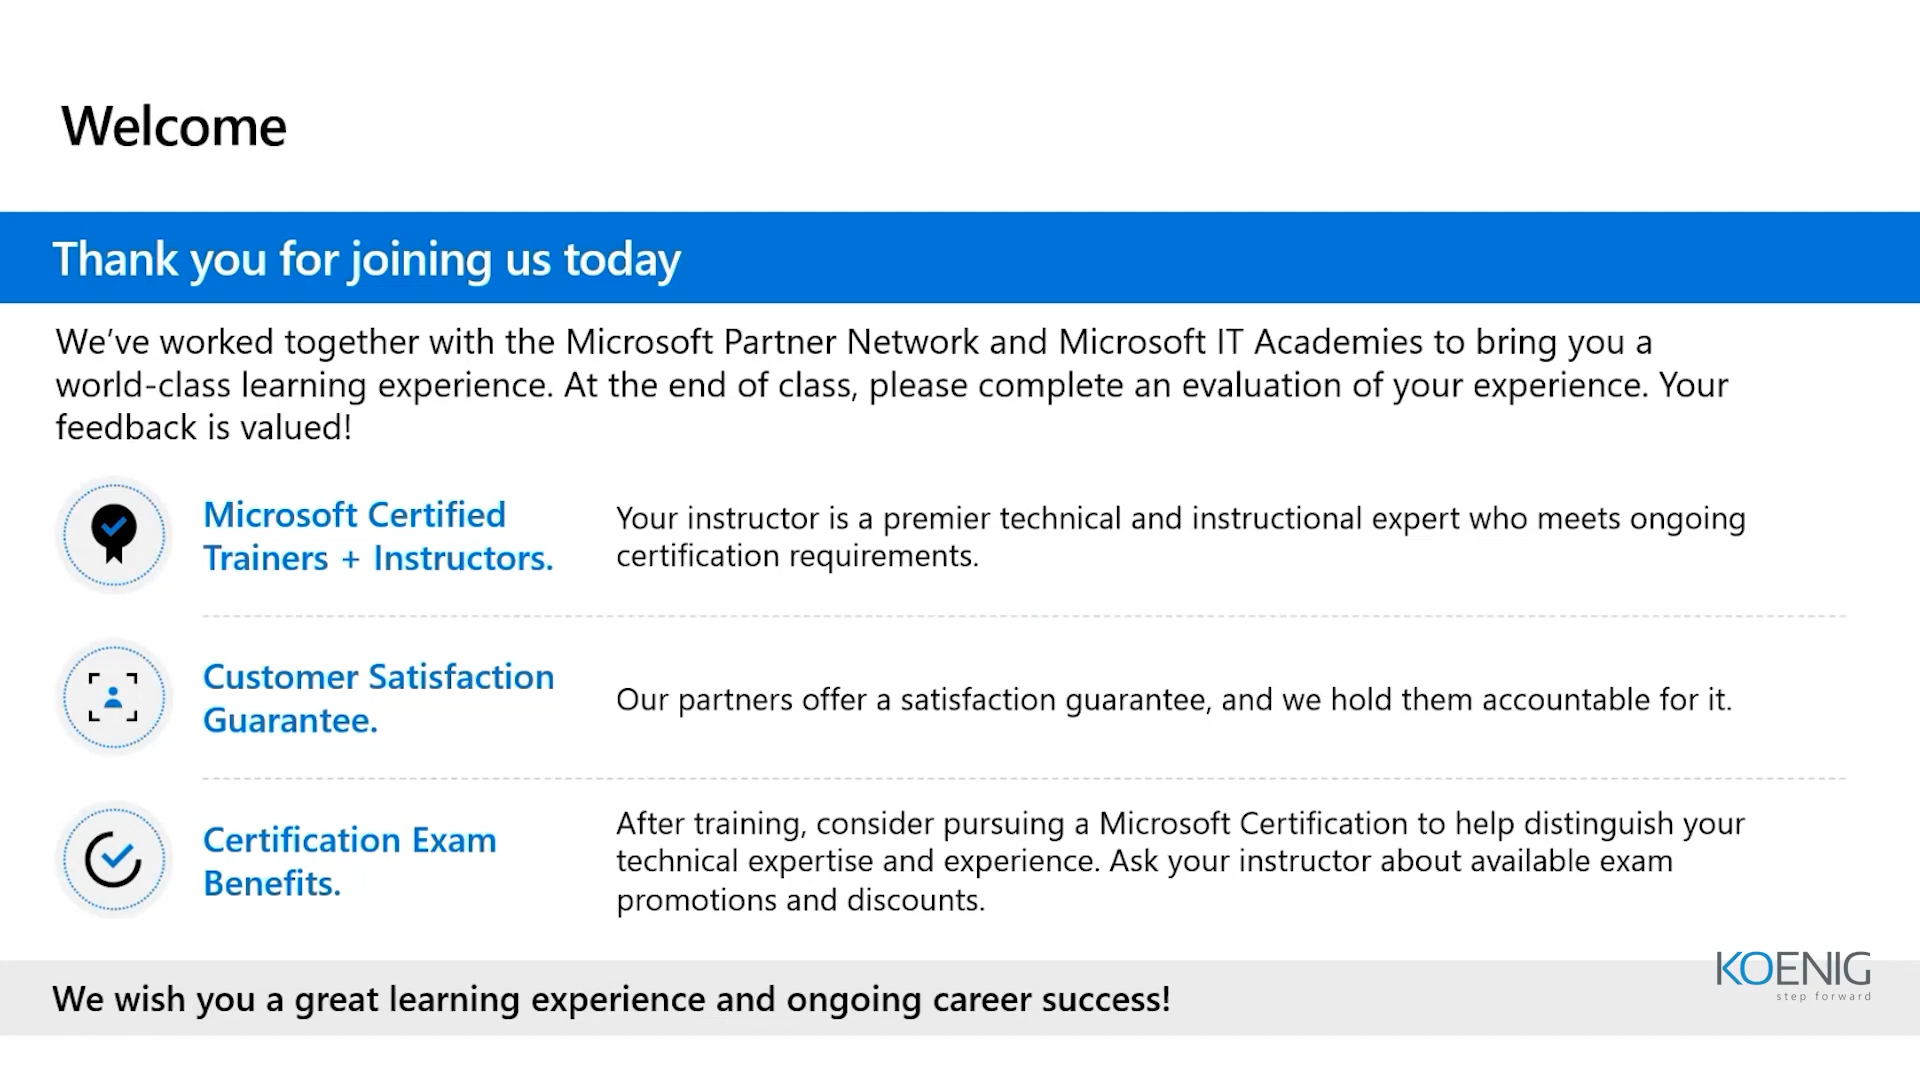 Welcome
Thank you for joining us today
We’ve worked together with the Microsoft Partner Network and Microsoft IT Academies to bring you a
world-class learning experience. At the end of class, please complete an evaluation of your experience. Your
feedback is valued!
Microsoft Certified
Trainers + Instructors.
Your instructor is a premier technical and instructional expert who meets ongoing
certification requirements.
Customer Satisfaction
Guarantee.
Our partners offer a satisfaction guarantee, and we hold them accountable for it.
Certification Exam
Benefits.
After training, consider pursuing a Microsoft Certification to help distinguish your
technical expertise and experience. Ask your instructor about available exam
promotions and discounts.
We wish you a great learning experience and ongoing career success!
KOENIG
step forward